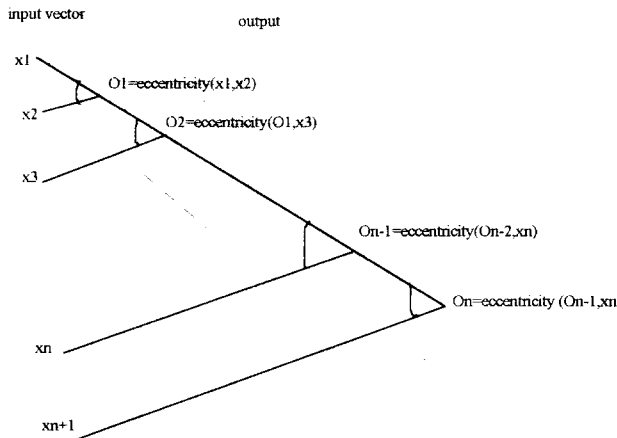 input vector
output
x1
O1=eccentricity(x1,x2)
x2
O2=eccentricity(O1,x3)
x3
On-1=eccentricity(On-2,xn)
On=eccentricity (On-1,xn
xn
xn+1